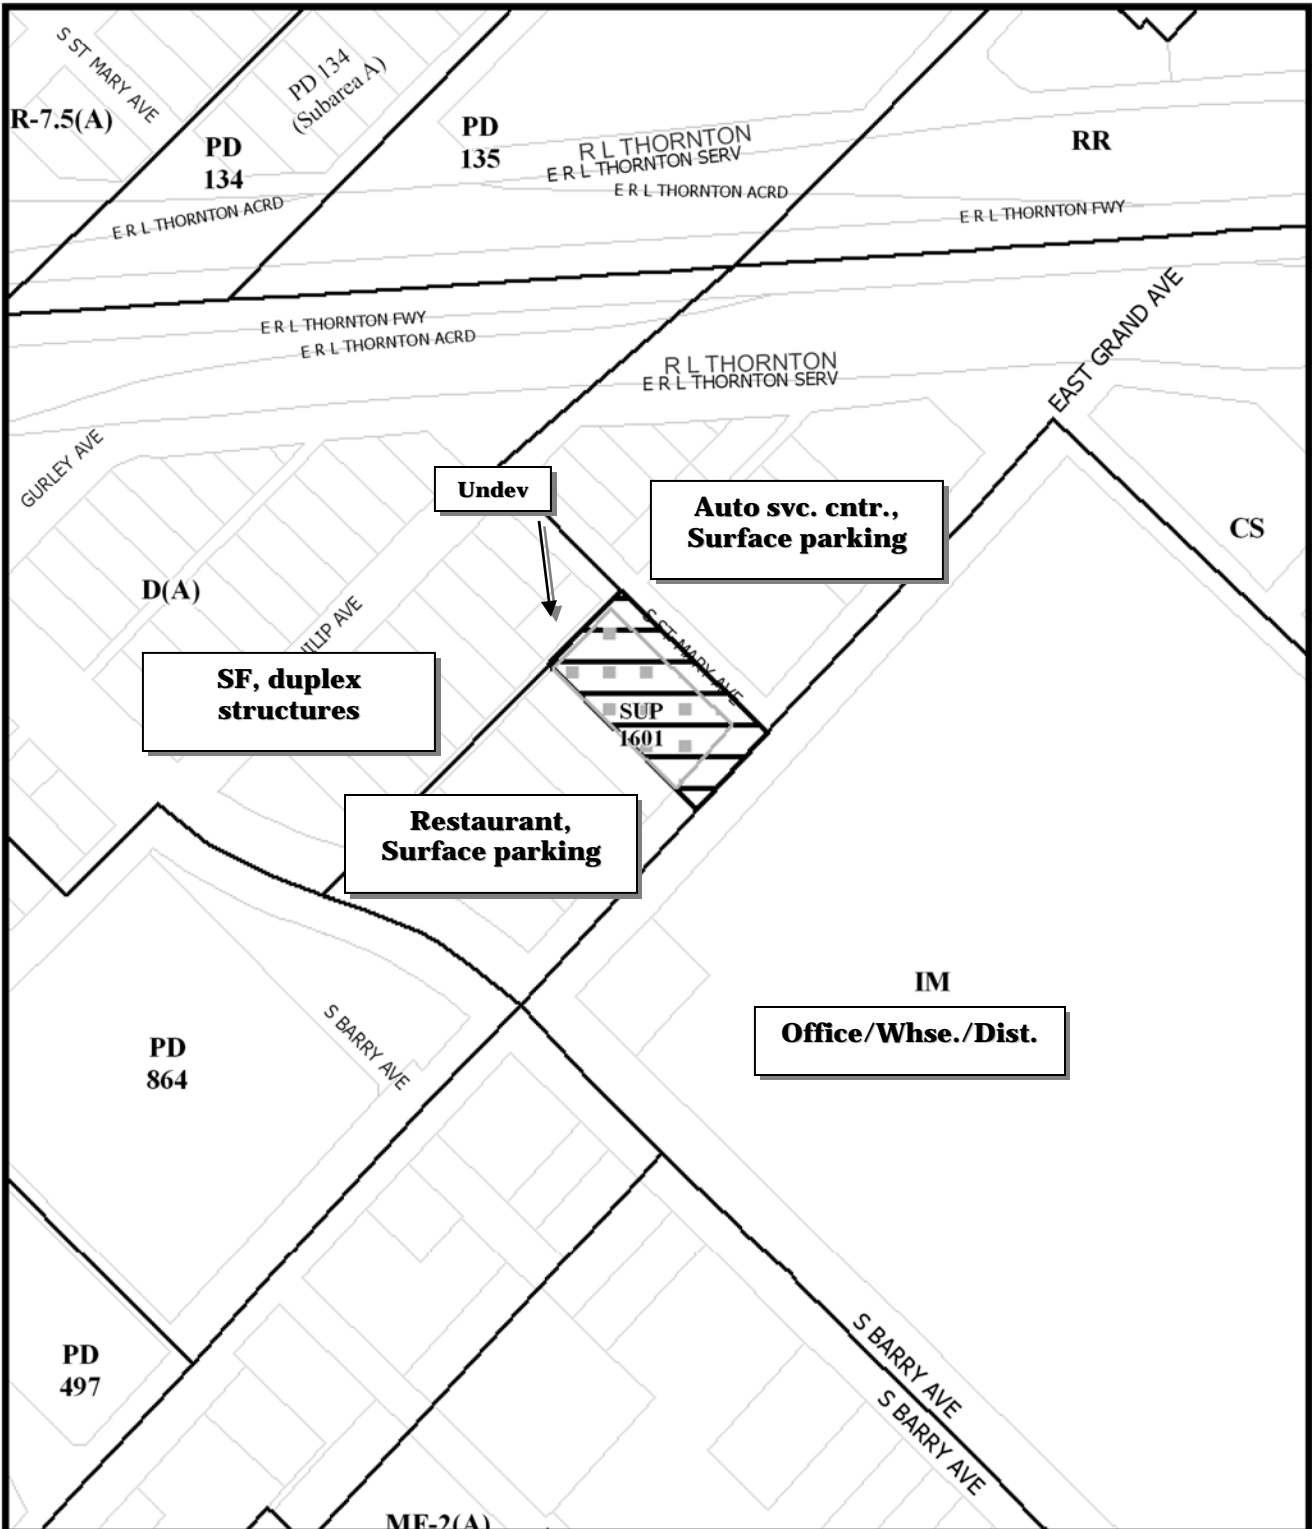 S ST MARY AVE
PD 134
(Subarea A)
R-7.5(A)
PD
134
PD
135
R L THORNTON
E R L THORNTON SERV
E R L THORNTON ACRD
RR
E R L THORNTON ACRD
E R L THORNTON FWY
E R L THORNTON FWY
E R L THORNTON ACRD
R L THORNTON
E R L THORNTON SERV
EAST GRAND AVE
GURLEY AVE
Undev
Auto svc. cntr.,
Surface parking
CS
D(A)
ILIP AVE
S ST MARY AVE
SF, duplex
structures
SUP
1601
Restaurant,
Surface parking
IM
Office/Whse./Dist.
S BARRY AVE
PD
864
PD
497
S BARRY AVE
S BARRY AVE
MF-2(A)